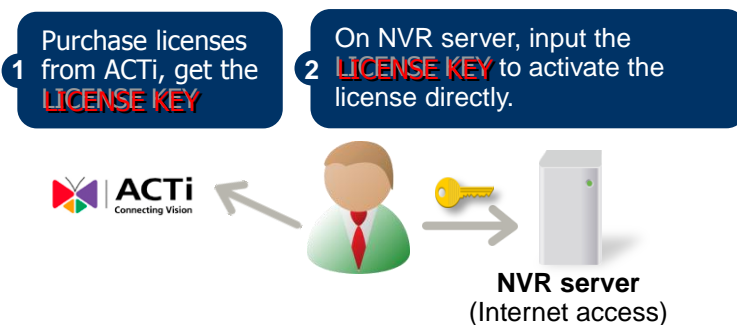 1
Purchase licenses
from ACTi, get the
LICENSE KEY
2
On NVR server, input the
LICENSE KEY to activate the
license directly.
ACTi
Connecting Vision
NVR server
(Internet access)